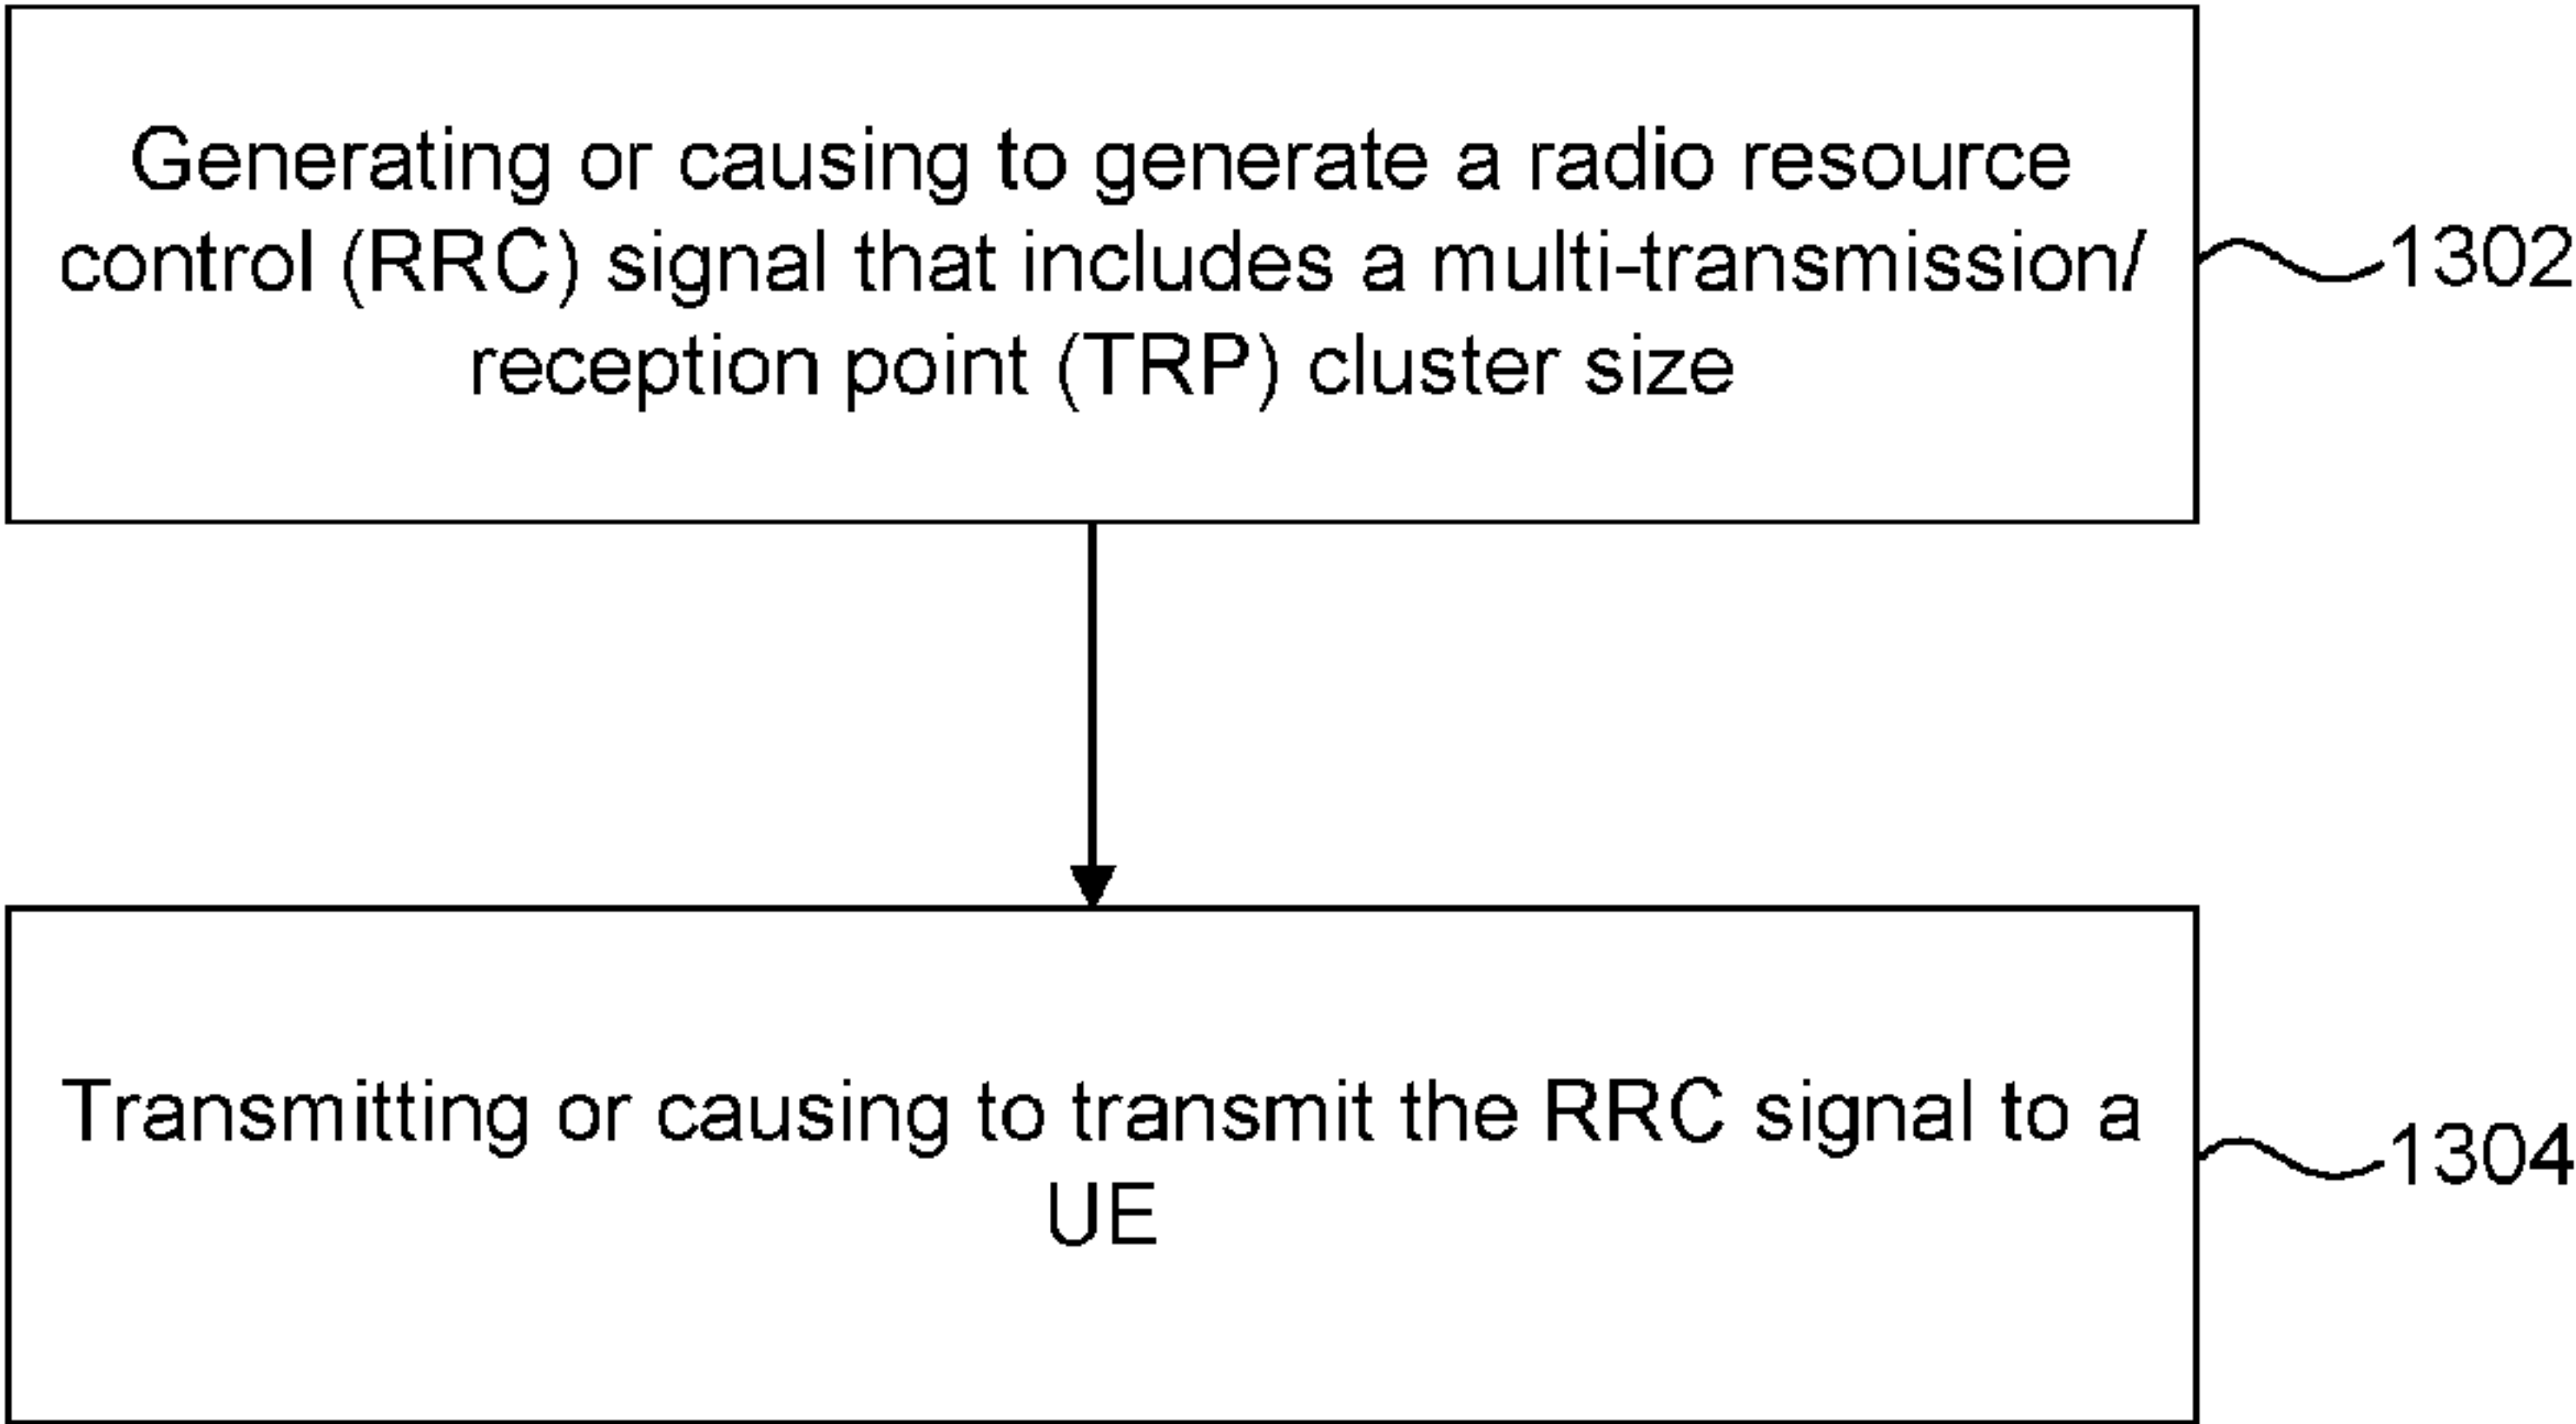 Generating or causing to generate a radio resource
control (RRC) signal that includes a multi-transmission/
reception point (TRP) cluster size
1302
Transmitting or causing to transmit the RRC signal to a
UE
1304